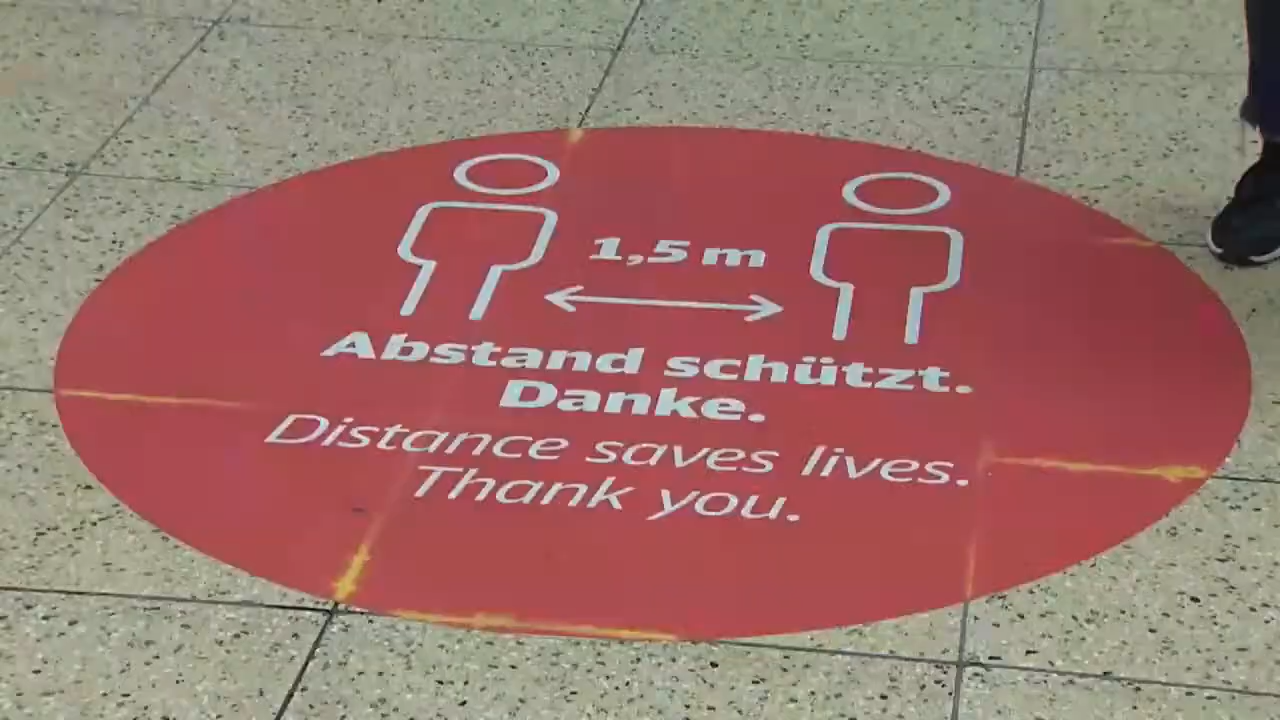 1,5 m
Abstand schützt.
Danke.
Distance saves lives.
Thank you.